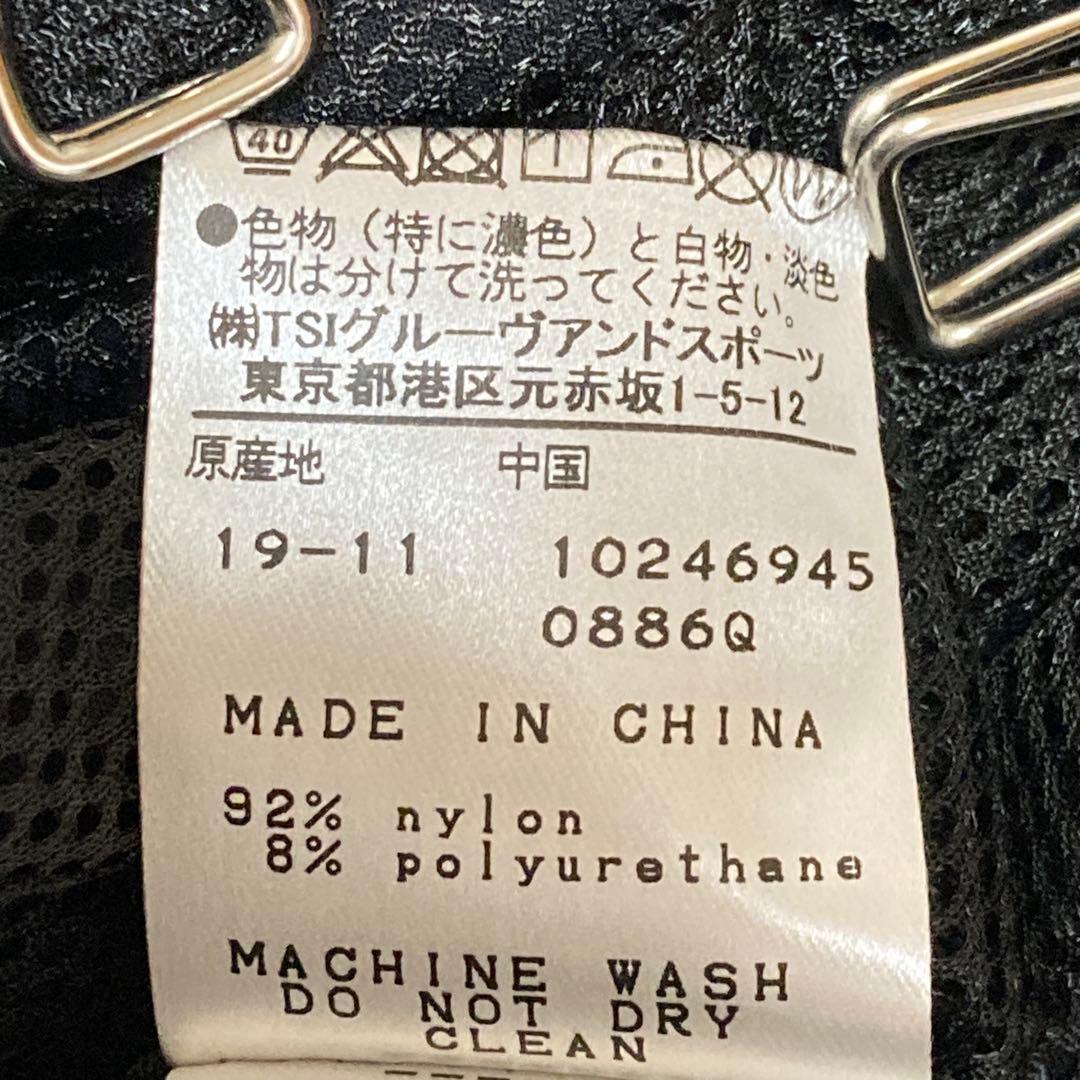 40
●色物（特に濃色）と白物・淡色
物は分けて洗ってください。
㈱TSIグルーヴアンドスポーツ
東京都港区元赤坂1-5-12
原産地 中国
19-11 10246945
0886Q
MADE IN CHINA
92% nylon
8% polyurethane
MACHINE WASH
DO NOT DRY
CLEAN